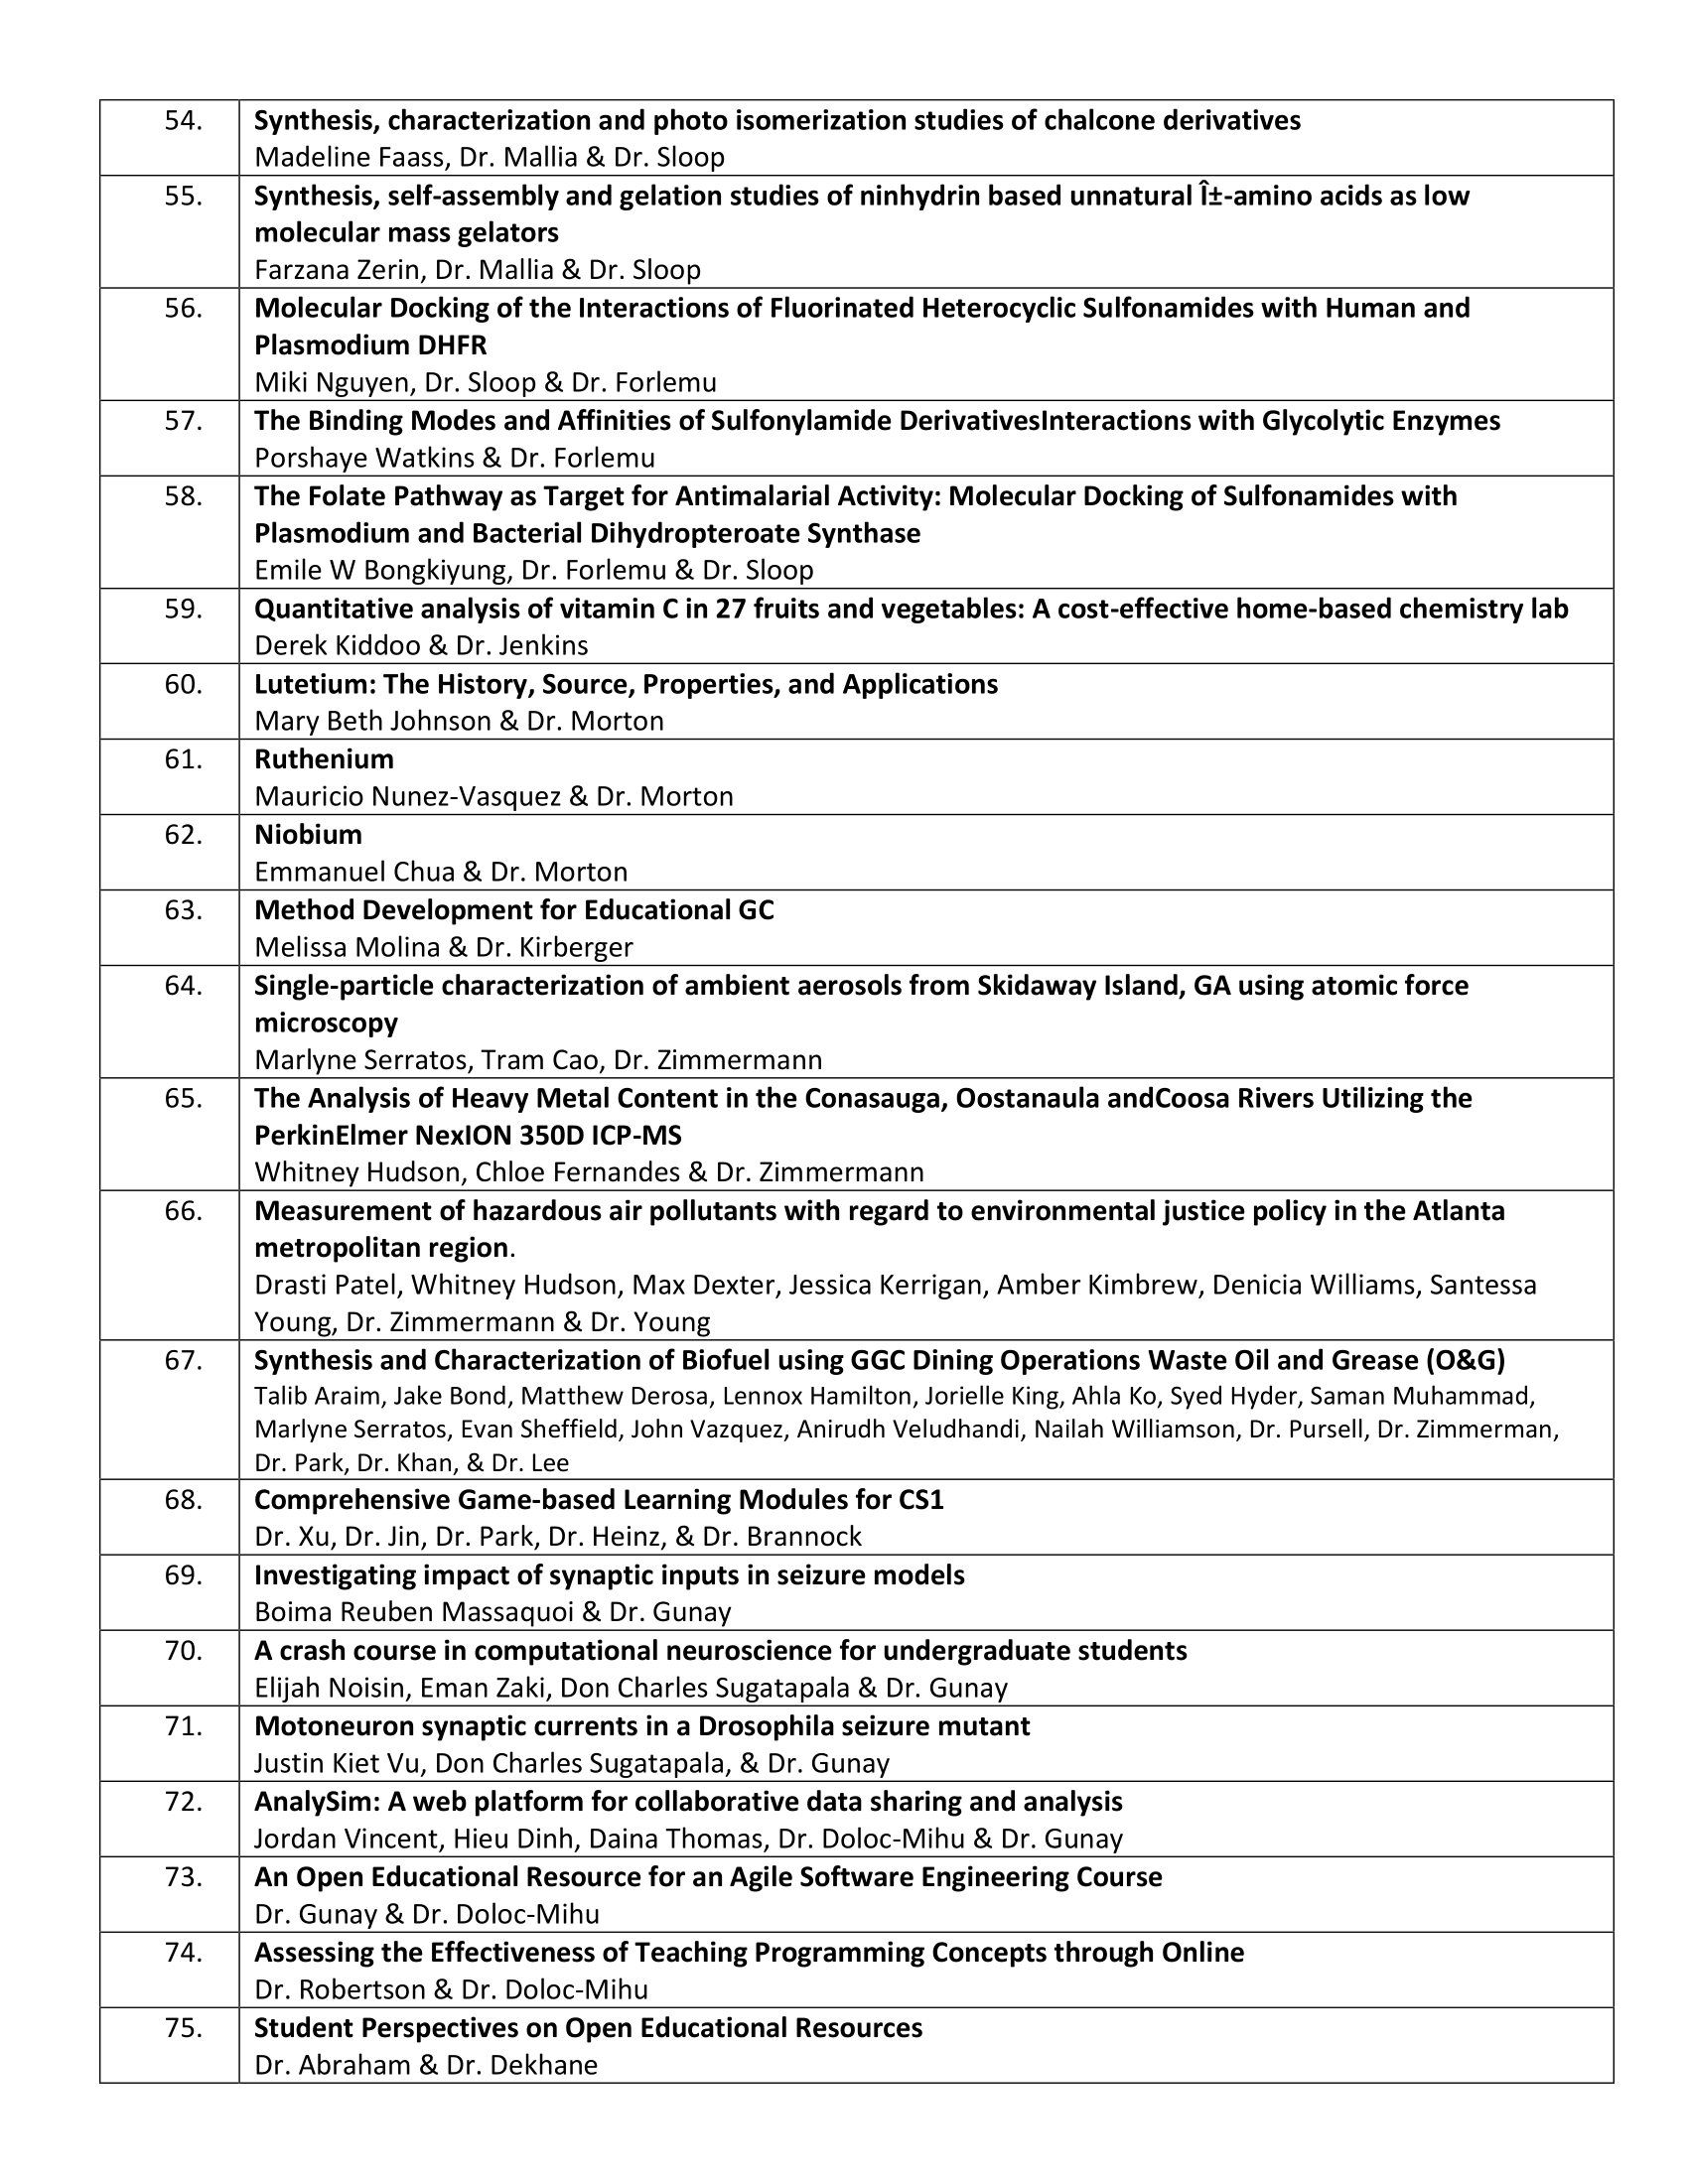 54.
Synthesis, characterization and photo isomerization studies of chalcone derivatives
Madeline Faass, Dr. Mallia & Dr. Sloop
55.
Synthesis, self-assembly and gelation studies of ninhydrin based unnatural Î±-amino acids as low
molecular mass gelators
Farzana Zerin, Dr. Mallia & Dr. Sloop
56.
Molecular Docking of the Interactions of Fluorinated Heterocyclic Sulfonamides with Human and
Plasmodium DHFR
Miki Nguyen, Dr. Sloop & Dr. Forlemu
57.
The Binding Modes and Affinities of Sulfonylamide DerivativesInteractions with Glycolytic Enzymes
Porshaye Watkins & Dr. Forlemu
58.
The Folate Pathway as Target for Antimalarial Activity: Molecular Docking of Sulfonamides with
Plasmodium and Bacterial Dihydropteroate Synthase
Emile W Bongkiyung, Dr. Forlemu & Dr. Sloop
59.
Quantitative analysis of vitamin C in 27 fruits and vegetables: A cost-effective home-based chemistry lab
Derek Kiddoo & Dr. Jenkins
60.
Lutetium: The History, Source, Properties, and Applications
Mary Beth Johnson & Dr. Morton
61.
Ruthenium
Mauricio Nunez-Vasquez & Dr. Morton
62.
Niobium
Emmanuel Chua & Dr. Morton
63.
Method Development for Educational GC
Melissa Molina & Dr. Kirberger
64.
Single-particle characterization of ambient aerosols from Skidaway Island, GA using atomic force
microscopy
Marlyne Serratos, Tram Cao, Dr. Zimmermann
65.
The Analysis of Heavy Metal Content in the Conasauga, Oostanaula andCoosa Rivers Utilizing the
PerkinElmer NexION 350D ICP-MS
Whitney Hudson, Chloe Fernandes & Dr. Zimmermann
66.
Measurement of hazardous air pollutants with regard to environmental justice policy in the Atlanta
metropolitan region.
Drasti Patel, Whitney Hudson, Max Dexter, Jessica Kerrigan, Amber Kimbrew, Denicia Williams, Santessa
Young, Dr. Zimmermann & Dr. Young
67.
Synthesis and Characterization of Biofuel using GGC Dining Operations Waste Oil and Grease (O&G)
Talib Araim, Jake Bond, Matthew Derosa, Lennox Hamilton, Jorielle King, Ahla Ko, Syed Hyder, Saman Muhammad,
Marlyne Serratos, Evan Sheffield, John Vazquez, Anirudh Veludhandi, Nailah Williamson, Dr. Pursell, Dr. Zimmerman,
Dr. Park, Dr. Khan, & Dr. Lee
68.
Comprehensive Game-based Learning Modules for CS1
Dr. Xu, Dr. Jin, Dr. Park, Dr. Heinz, & Dr. Brannock
69.
Investigating impact of synaptic inputs in seizure models
Boima Reuben Massaquoi & Dr. Gunay
70.
A crash course in computational neuroscience for undergraduate students
Elijah Noisin, Eman Zaki, Don Charles Sugatapala & Dr. Gunay
71.
Motoneuron synaptic currents in a Drosophila seizure mutant
Justin Kiet Vu, Don Charles Sugatapala, & Dr. Gunay
72.
AnalySim: A web platform for collaborative data sharing and analysis
Jordan Vincent, Hieu Dinh, Daina Thomas, Dr. Doloc-Mihu & Dr. Gunay
73.
An Open Educational Resource for an Agile Software Engineering Course
Dr. Gunay & Dr. Doloc-Mihu
74.
Assessing the Effectiveness of Teaching Programming Concepts through Online
Dr. Robertson & Dr. Doloc-Mihu
75.
Student Perspectives on Open Educational Resources
Dr. Abraham & Dr. Dekhane